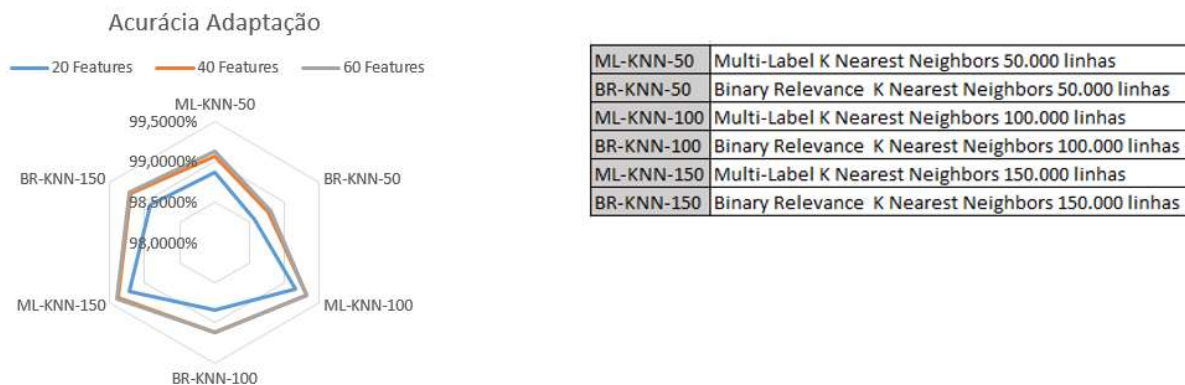 Acurácia Adaptação
20 Features 40 Features 60 Features
ML-KNN-50
99,5000%
99,0000%
BR-KNN-150
BR-KNN-50
98,5000%
98,0000%
ML-KNN-150
ML-KNN-100
BR-KNN-100
ML-KNN-50 Multi-Label K Nearest Neighbors 50.000 linhas
BR-KNN-50 Binary Relevance K Nearest Neighbors 50.000 linhas
ML-KNN-100 Multi-Label K Nearest Neighbors 100.000 linhas
BR-KNN-100 Binary Relevance K Nearest Neighbors 100.000 linhas
ML-KNN-150 Multi-Label K Nearest Neighbors 150.000 linhas
BR-KNN-150 Binary Relevance K Nearest Neighbors 150.000 linhas